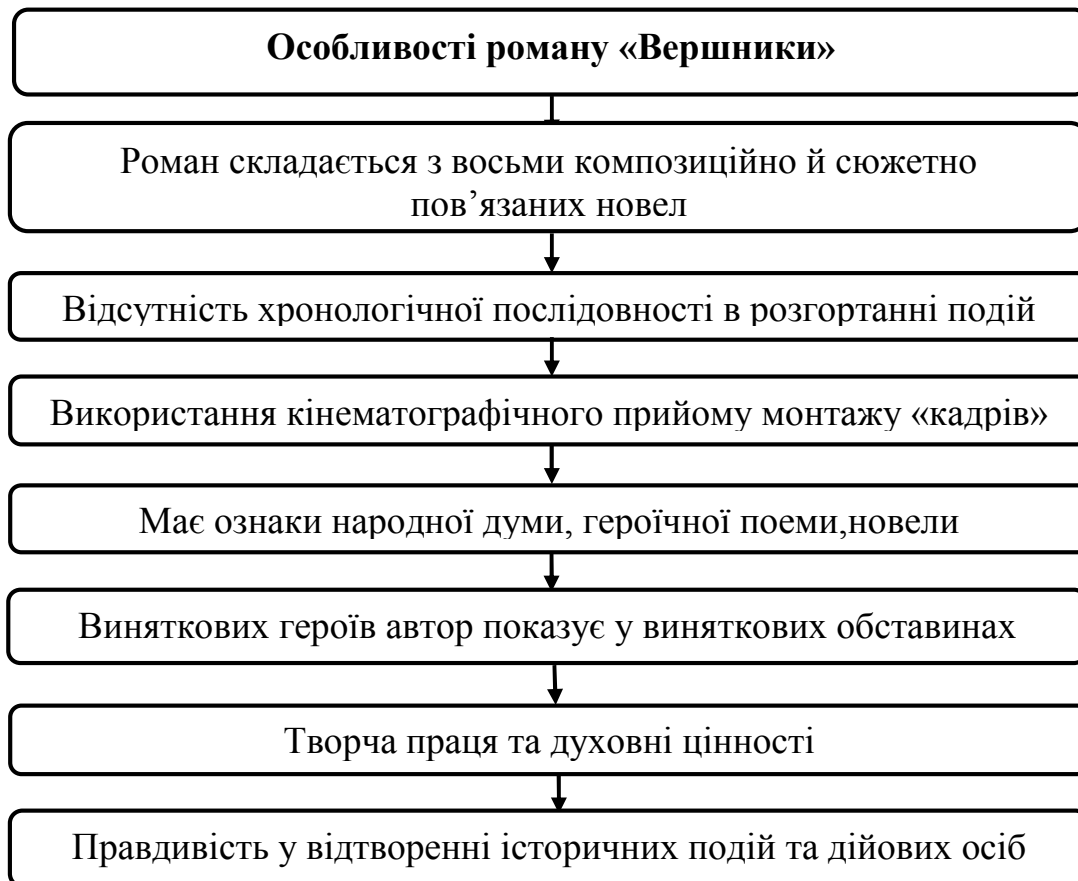 Особливості роману «Вершники»
Роман складається з восьми композиційно й сюжетно
пов’язаних новел
Відсутність хронологічної послідовності в розгортанні подій
Використання кінематографічного прийому монтажу «кадрів»
Має ознаки народної думи, героїчної поеми,новели
Виняткових героїв автор показує у виняткових обставинах
Творча праця та духовні цінності
Правдивість у відтворенні історичних подій та дійових осіб